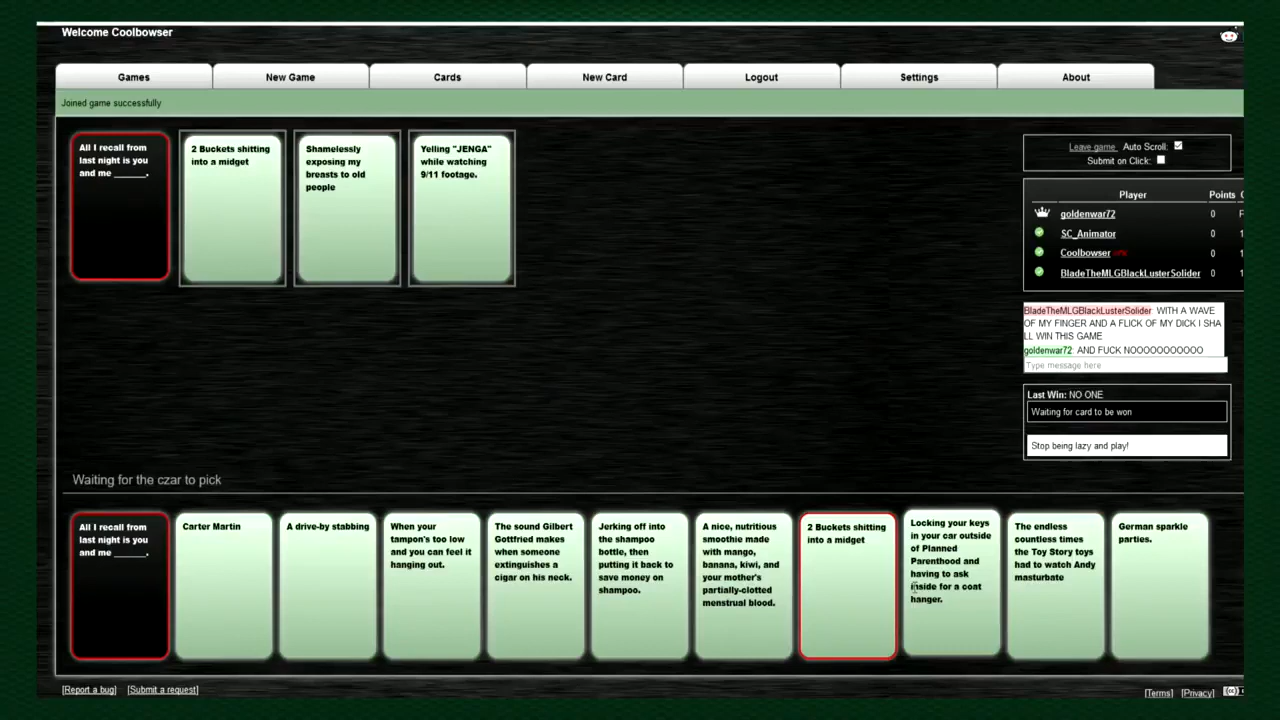 Welcome Coolbowser
Games
New Game
Cards
New Card
Logout
Settings
About
Joined game successfully
All I recall from
last night is you
and me ______.
2 Buckets shitting
into a midget
Shamelessly
exposing my
breasts to old
people
Yelling "JENGA"
while watching
9/11 footage.
Leave game Auto Scroll:
Submit on Click:
Player Points
goldenwar72 0
SC_Animator 0 1
Coolbowser 0 1
BladeTheMLGBlackLusterSolider 0 1
BladeTheMLGBlackLusterSolider: WITH A WAVE
OF MY FINGER AND A FLICK OF MY DICK I SHA
LL WIN THIS GAME
goldenwar72: AND FUCK NOOOOOOOOOOO
Type message here
Last Win: NO ONE
Waiting for card to be won
Stop being lazy and play!
Waiting for the czar to pick
All I recall from
last night is you
and me ______.
Carter Martin
A drive-by stabbing
When your
tampon's too low
and you can feel it
hanging out.
The sound Gilbert
Gottfried makes
when someone
extinguishes a
cigar on his neck.
Jerking off into
the shampoo
bottle, then
putting it back to
save money on
shampoo.
A nice, nutritious
smoothie made
with mango,
banana, kiwi, and
your mother's
partially-clotted
menstrual blood.
2 Buckets shitting
into a midget
Locking your keys
in your car outside
of Planned
Parenthood and
having to ask
inside for a coat
hanger.
The endless
countless times
the Toy Story toys
had to watch Andy
masturbate
German sparkle
parties.
[Report a bug] [Submit a request]
[Terms] [Privacy]